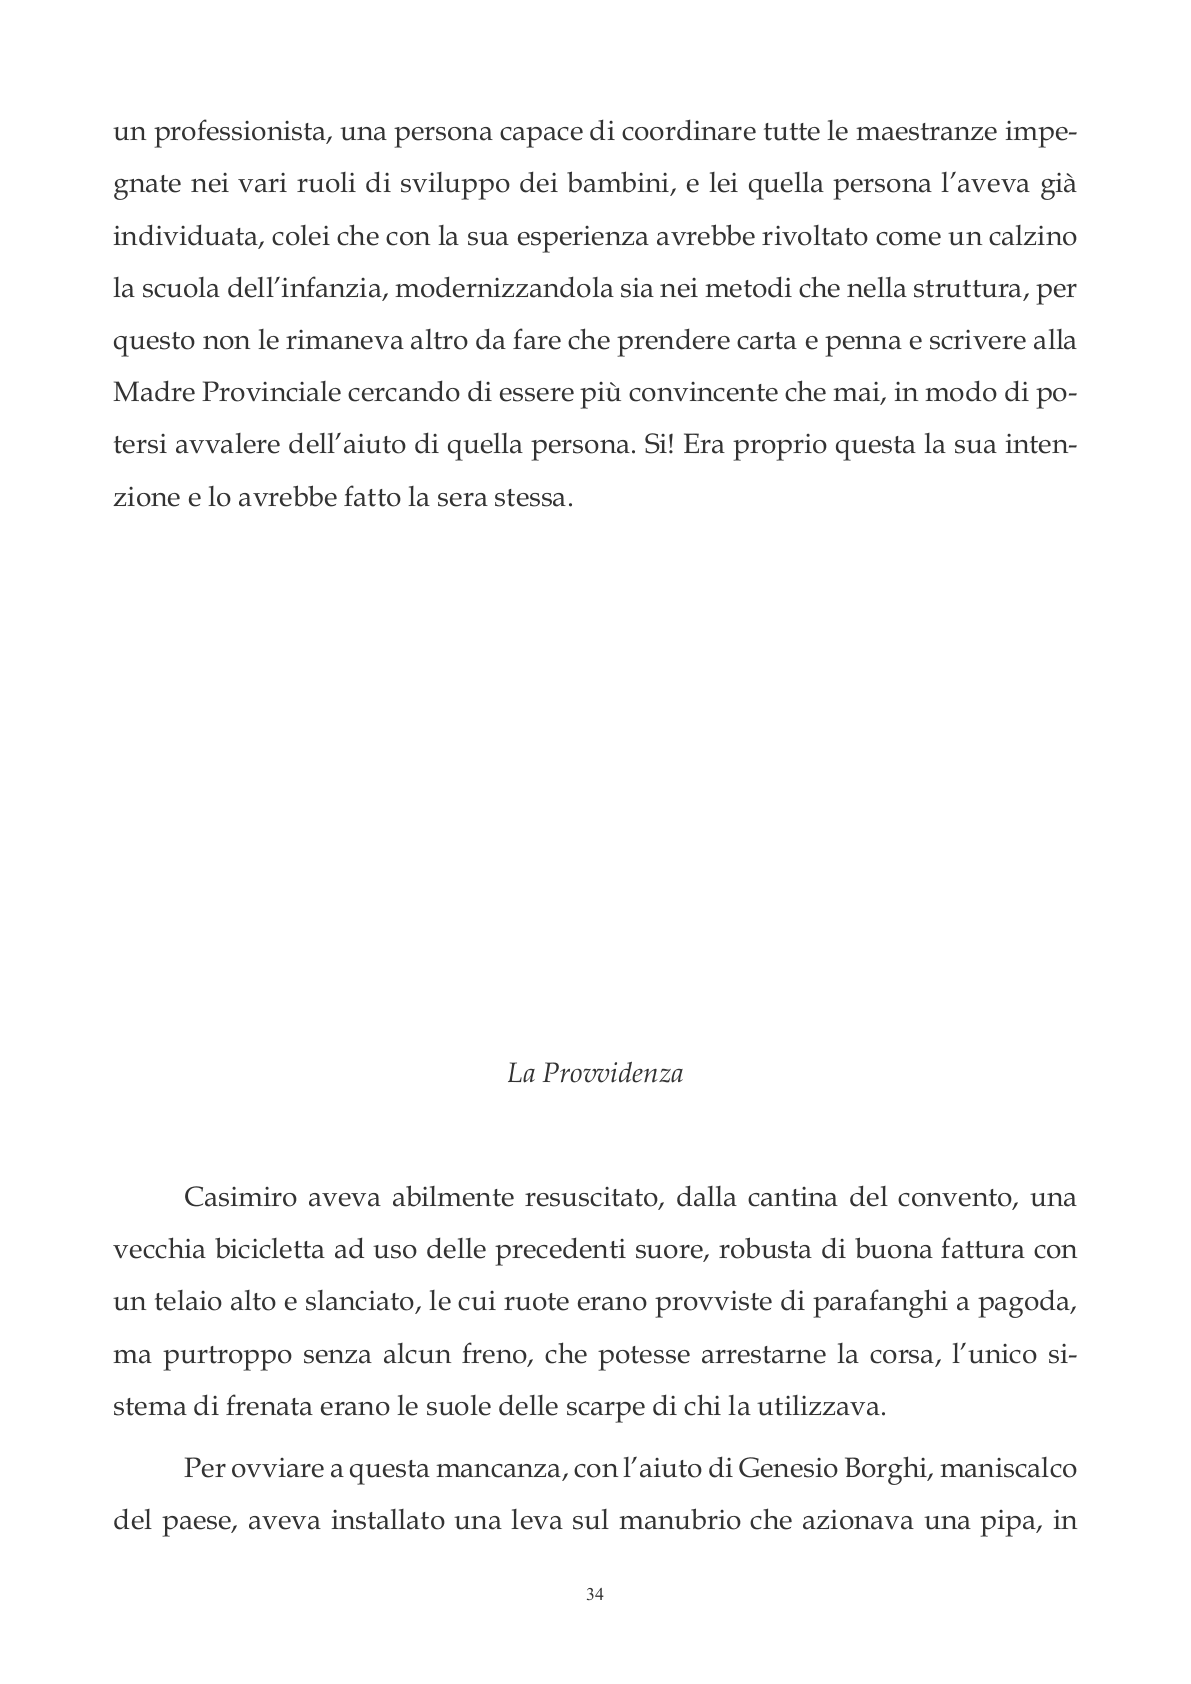 un professionista, una persona capace di coordinare tutte le maestranze impe-
gnate nei vari ruoli di sviluppo dei bambini, e lei quella persona l’aveva già
individuata, colei che con la sua esperienza avrebbe rivoltato come un calzino
la scuola dell’infanzia, modernizzandola sia nei metodi che nella struttura, per
questo non le rimaneva altro da fare che prendere carta e penna e scrivere alla
Madre Provinciale cercando di essere più convincente che mai, in modo di po-
tersi avvalere dell’aiuto di quella persona. Si! Era proprio questa la sua inten-
zione e lo avrebbe fatto la sera stessa.
La Provvidenza
Casimiro aveva abilmente resuscitato, dalla cantina del convento, una
vecchia bicicletta ad uso delle precedenti suore, robusta di buona fattura con
un telaio alto e slanciato, le cui ruote erano provviste di parafanghi a pagoda,
ma purtroppo senza alcun freno, che potesse arrestarne la corsa, l’unico si-
stema di frenata erano le suole delle scarpe di chi la utilizzava.
Per ovviare a questa mancanza, con l’aiuto di Genesio Borghi, maniscalco
del paese, aveva installato una leva sul manubrio che azionava una pipa, in
34